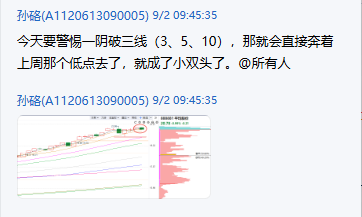 孙硌(A1120613090005) 9/2 09:45:35
今天要警惕一阴破三线（3、5、10），那就会直接奔着
上周那个低点去了，就成了小双头了。@所有人
孙硌(A1120613090005) 9/2 09:45:35